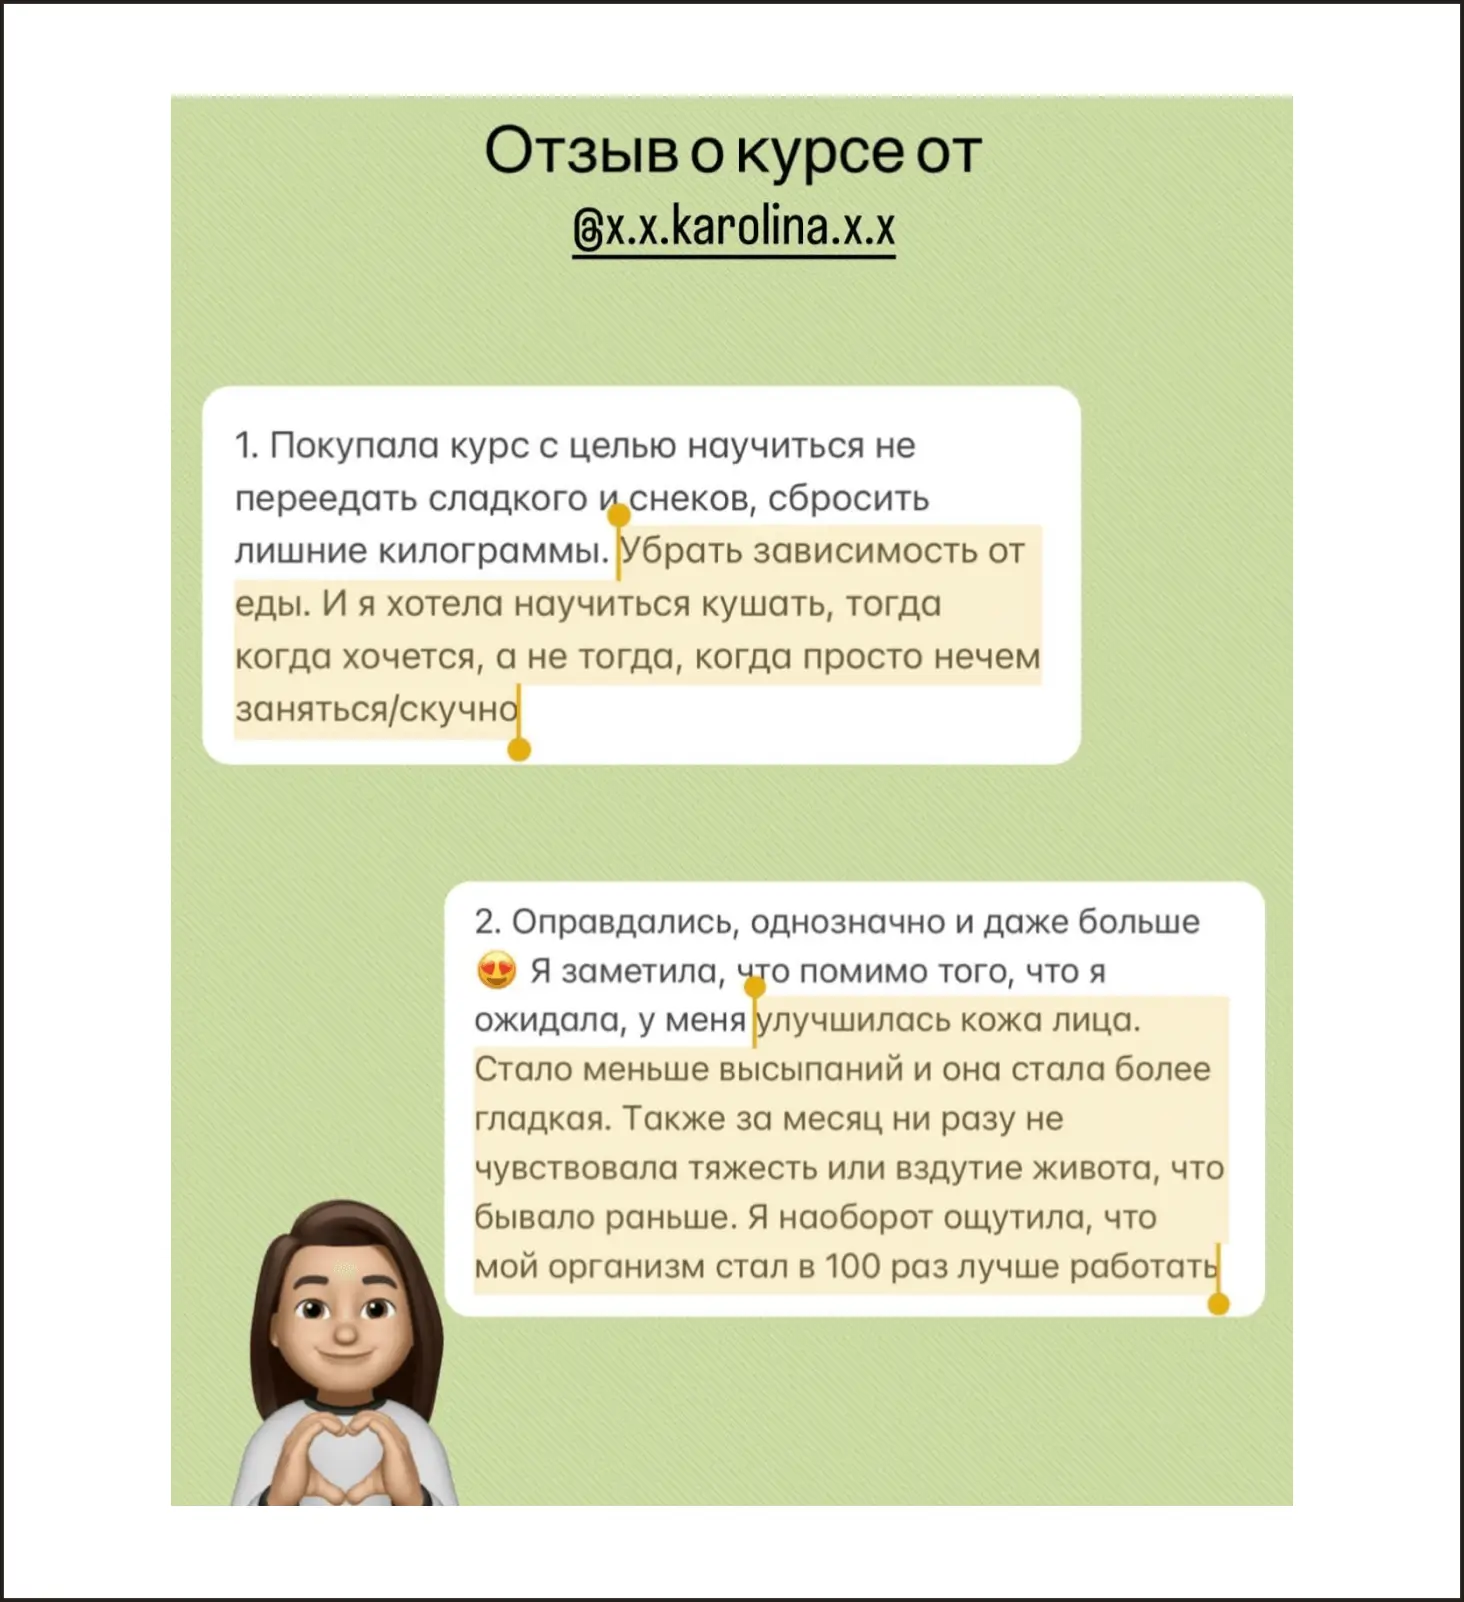 Отзыв о курсе от
@x.x.karolina.x.x
1. Покупала курс с целью научиться не
переедать сладкого и снеков, сбросить
лишние килограммы. Убрать зависимость от
еды. И я хотела научиться кушать, тогда
когда хочется, а не тогда, когда просто нечем
заняться/скучно
2. Оправдались, однозначно и даже больше
😍 Я заметила, что помимо того, что я
ожидала, у меня улучшилась кожа лица.
Стало меньше высыпаний и она стала более
гладкая. Также за месяц ни разу не
чувствовала тяжесть или вздутие живота, что
бывало раньше. Я наоборот ощутила, что
мой организм стал в 100 раз лучше работать